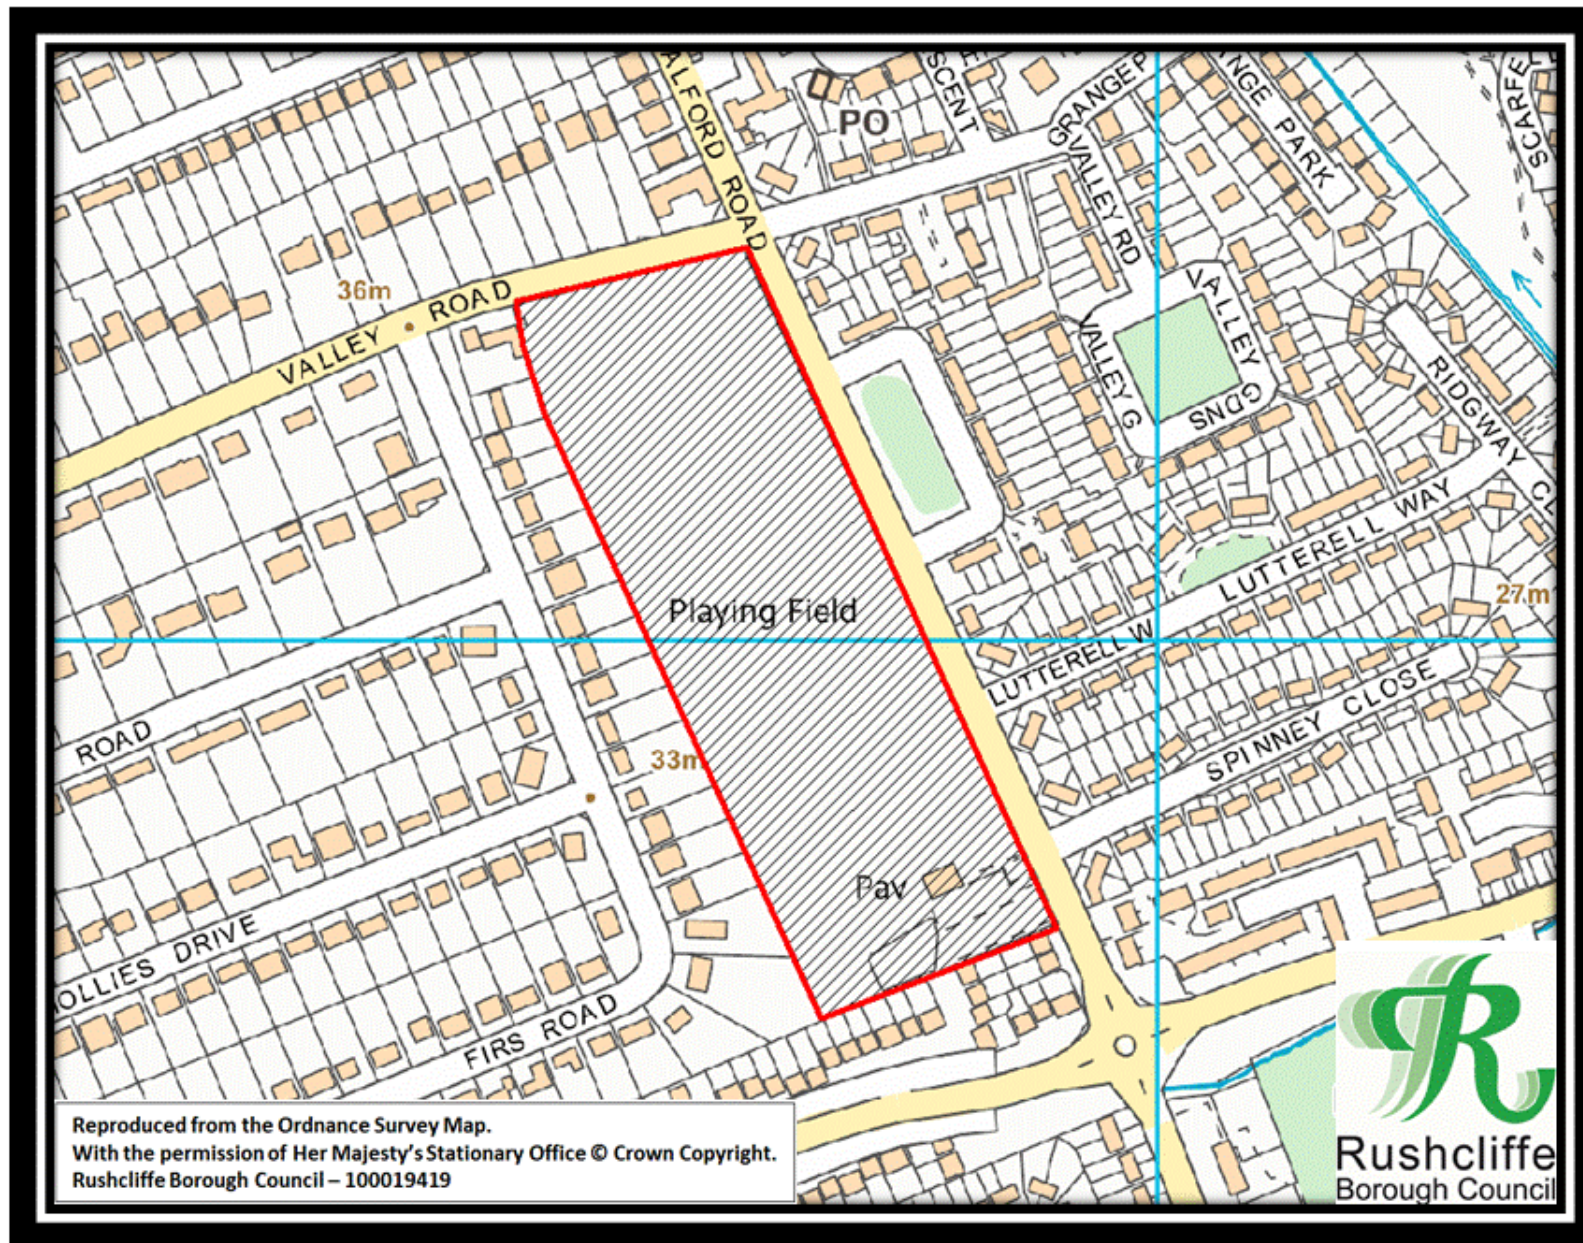 ALFORD ROAD
PO
SCENT
GRANGE P
NGE PARK
SCARFE
VALLEY RD
36m
VALLEY ROAD
VALLEY G
VALLEY GDNS
RIDGWAY CL
LUTTERELL WAY
27m
Playing Field
LUTTERELL W
ROAD
33m
SPINNEY CLOSE
Pav
OLLIES DRIVE
FIRS ROAD
Reproduced from the Ordnance Survey Map.
With the permission of Her Majesty's Stationary Office © Crown Copyright.
Rushcliffe Borough Council – 100019419
Rushcliffe
Borough Council